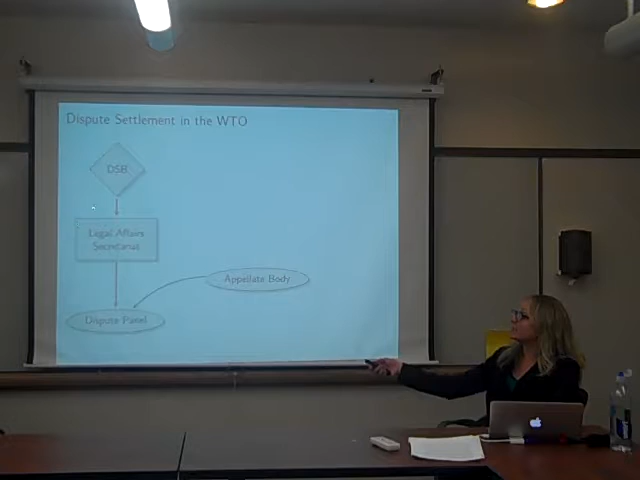 Dispute Settlement in the WTO
DSB
Legal Affairs
Secretariat
Appellate Body
Dispute Panel